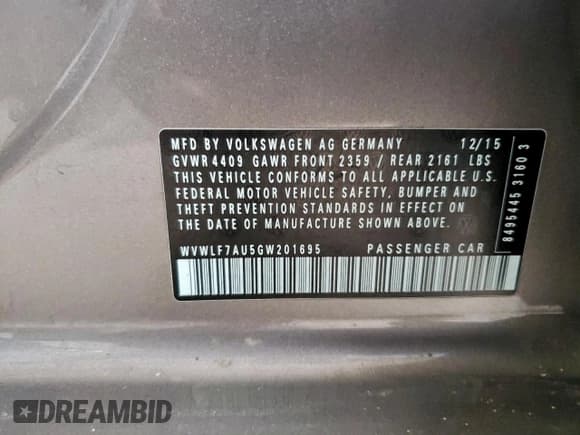 MFD BY VOLKSWAGEN AG GERMANY 12/15
GVWR 4409 GAWR FRONT 2359 / REAR 2161 LBS
THIS VEHICLE CONFORMS TO ALL APPLICABLE U.S.
FEDERAL MOTOR VEHICLE SAFETY, BUMPER AND
THEFT PREVENTION STANDARDS IN EFFECT ON
THE DATE OF MANUFACTURE SHOWN ABOVE.
WVWLF7AU5GW201695 PASSENGER CAR
8495445 3160 3
DREAMBID